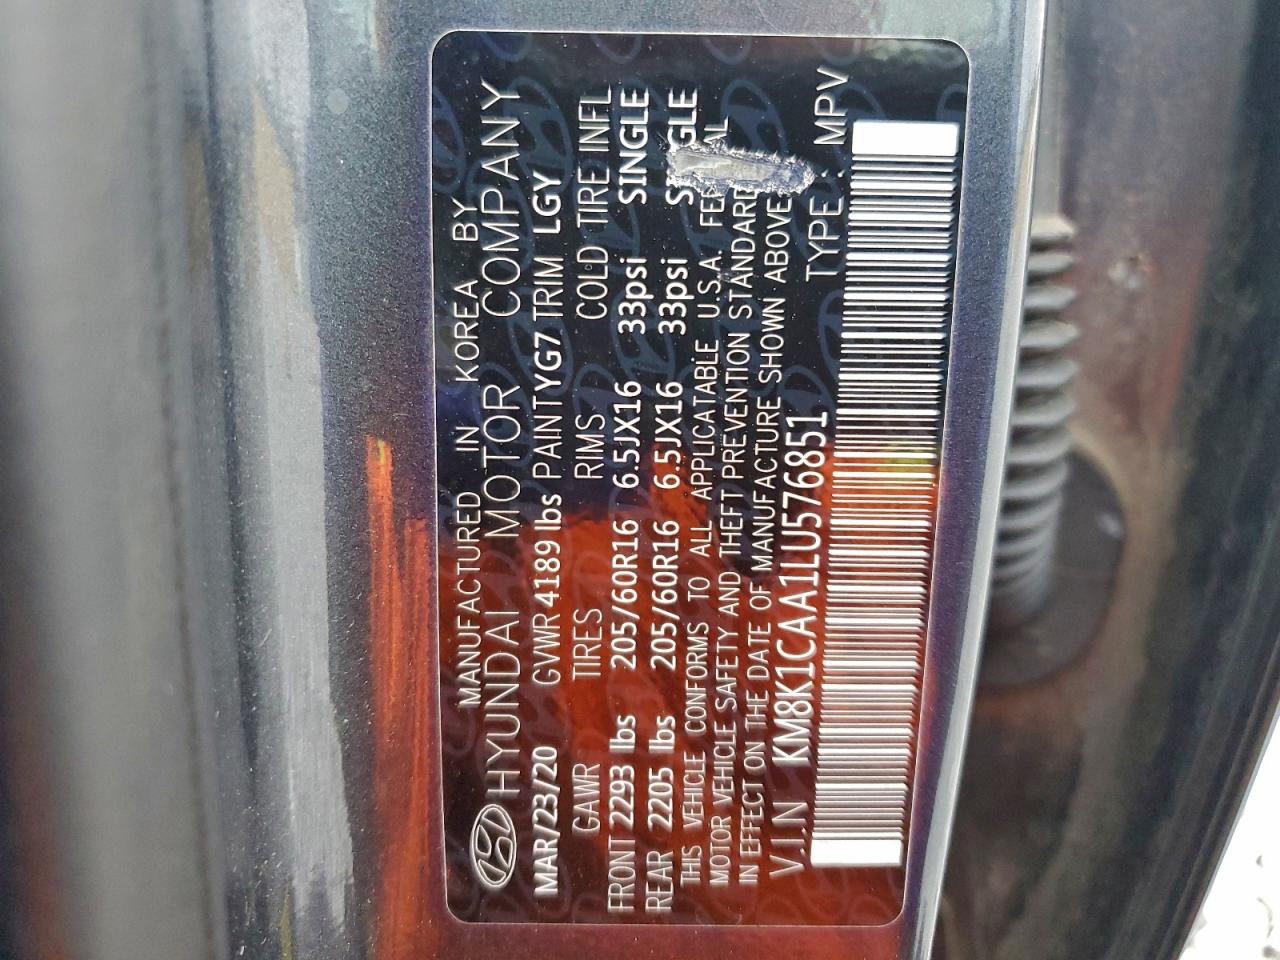 MANUFACTURED IN KOREA BY
HYUNDAI MOTOR COMPANY
MAR/23/20 GVWR 4189 lbs PAINT YG7 TRIM LGY
GAWR TIRES RIMS COLD TIRE INFL
FRONT 2293 lbs 205/60R16 6.5JX16 33psi SINGLE
REAR 2205 lbs 205/60R16 6.5JX16 33psi
THIS VEHICLE CONFORMS TO ALL APPLICATABLE U.S.A.
MOTOR VEHICLE SAFETY AND THEFT PREVENTION STANDARD
IN EFFECT ON THE DATE OF MANUFACTURE SHOWN ABOVE
V.I.N KM8K1CAA1LU576851 TYPE : MPV